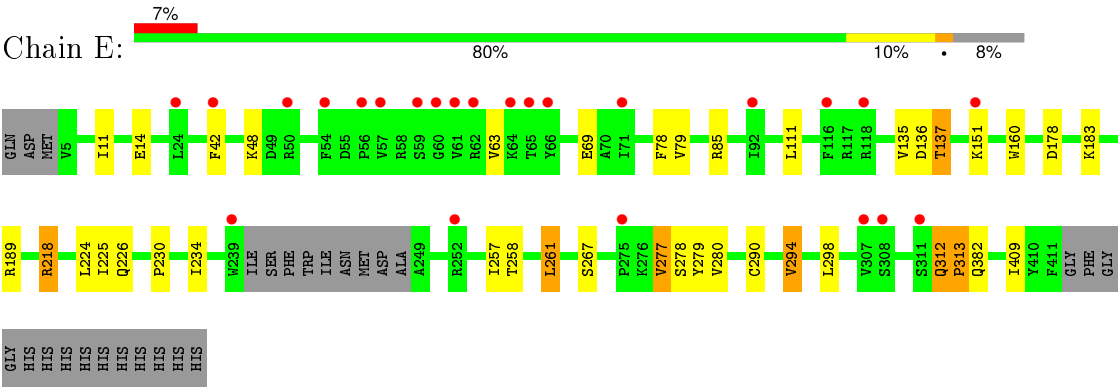 7%
Chain E: 80% 10% • 8%
GLN ASP MET V5 I11 E14 L24 F42 K48 D49 R50 F54 D55 P56 V57 R58 S59 G60 V61 R62 V63 K64 T65 Y66 E69 A70 I71 F78 V79 R85 I92 L111 F116 R117 R118 V135 D136 T137 K151 W160 D178 K183
R189 R218 L224 I225 Q226 P230 I234 W239 ILE SER PHE TRP ILE ASN MET ASP ALA A249 R252 I257 T258 L261 S267 P275 K276 V277 S278 Y279 V280 C290 V294 L298 V307 S308 S311 Q312 P313 Q382 I409 Y410 F411 GLY PHE GLY
GLY HIS HIS HIS HIS HIS HIS HIS HIS HIS HIS